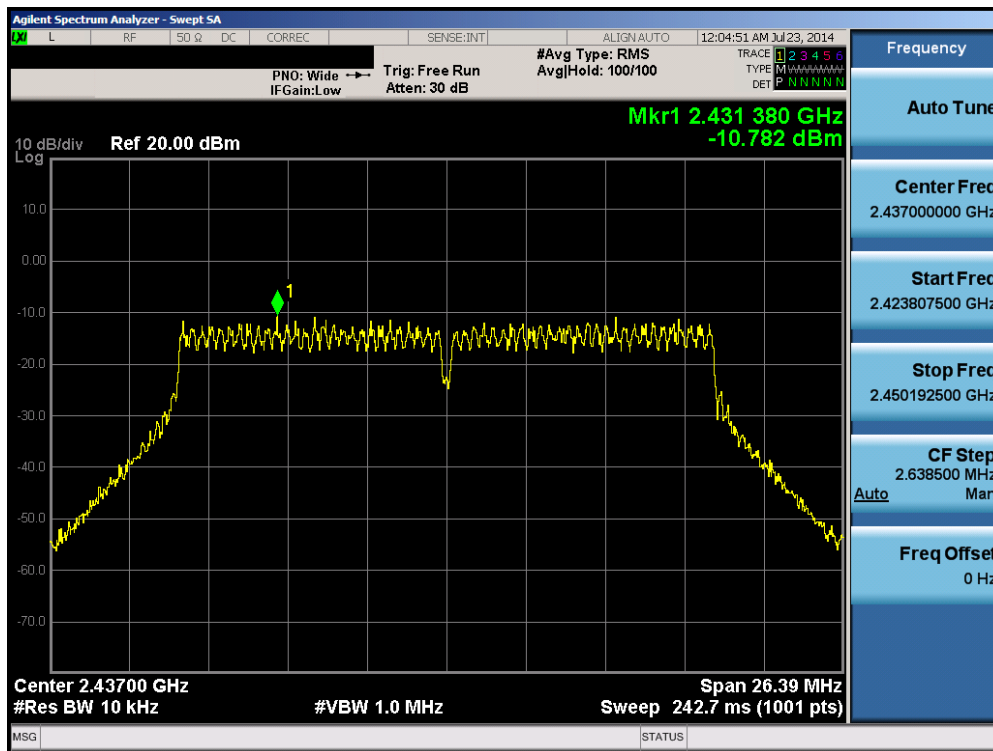 Agilent Spectrum Analyzer - Swept SA
LXI L RF 50 Ω DC CORREC SENSE:INT ALIGN AUTO 12:04:51 AM Jul 23, 2014
Frequency
PNO: Wide Trig: Free Run #Avg Type: RMS TRACE 1 2 3 4 5 6
IFGain:Low Atten: 30 dB Avg|Hold: 100/100 TYPE M WWWWW
DET P N N N N N
Mkr1 2.431 380 GHz
-10.782 dBm
10 dB/div Ref 20.00 dBm
Log
10.0
0.00
-10.0
-20.0
-30.0
-40.0
-50.0
-60.0
-70.0
1
Center 2.43700 GHz Span 26.39 MHz
#Res BW 10 kHz #VBW 1.0 MHz Sweep 242.7 ms (1001 pts)
Auto Tune
Center Freq
2.437000000 GHz
Start Freq
2.423807500 GHz
Stop Freq
2.450192500 GHz
CF Step
2.638500 MHz
Auto Man
Freq Offset
0 Hz
MSG STATUS